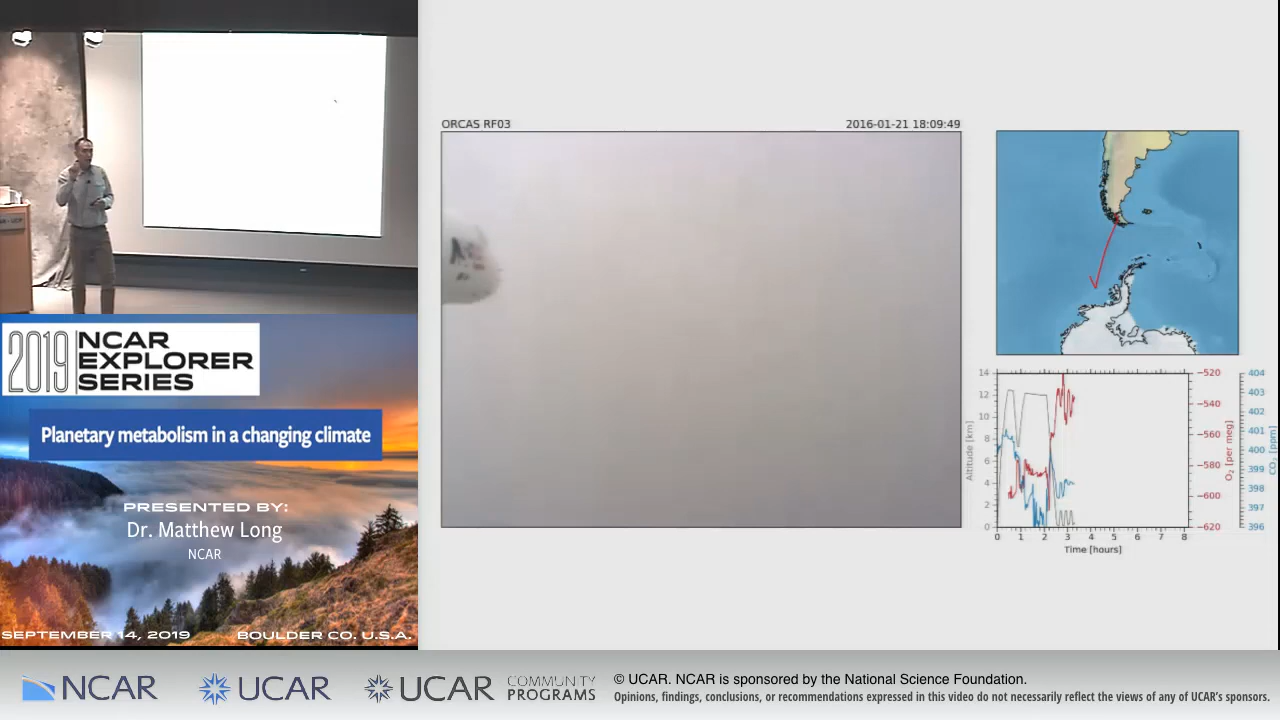 2019
NCAR
EXPLORER
SERIES
Planetary metabolism in a changing climate
PRESENTED BY:
Dr. Matthew Long
NCAR
SEPTEMBER 14, 2019
BOULDER CO. U.S.A.
ORCAS RF03
2016-01-21 18:09:49
14
12
10
8
6
4
2
0
Altitude [km]
0 1 2 3 4 5 6 7 8
Time [hours]
−520
−540
−560
−580
−600
−620
O₂ [per meg]
404
403
402
401
400
399
398
397
396
CO₂ [ppm]
NCAR
UCAR
UCAR
COMMUNITY
PROGRAMS
© UCAR. NCAR is sponsored by the National Science Foundation.
Opinions, findings, conclusions, or recommendations expressed in this video do not necessarily reflect the views of any of UCAR's sponsors.